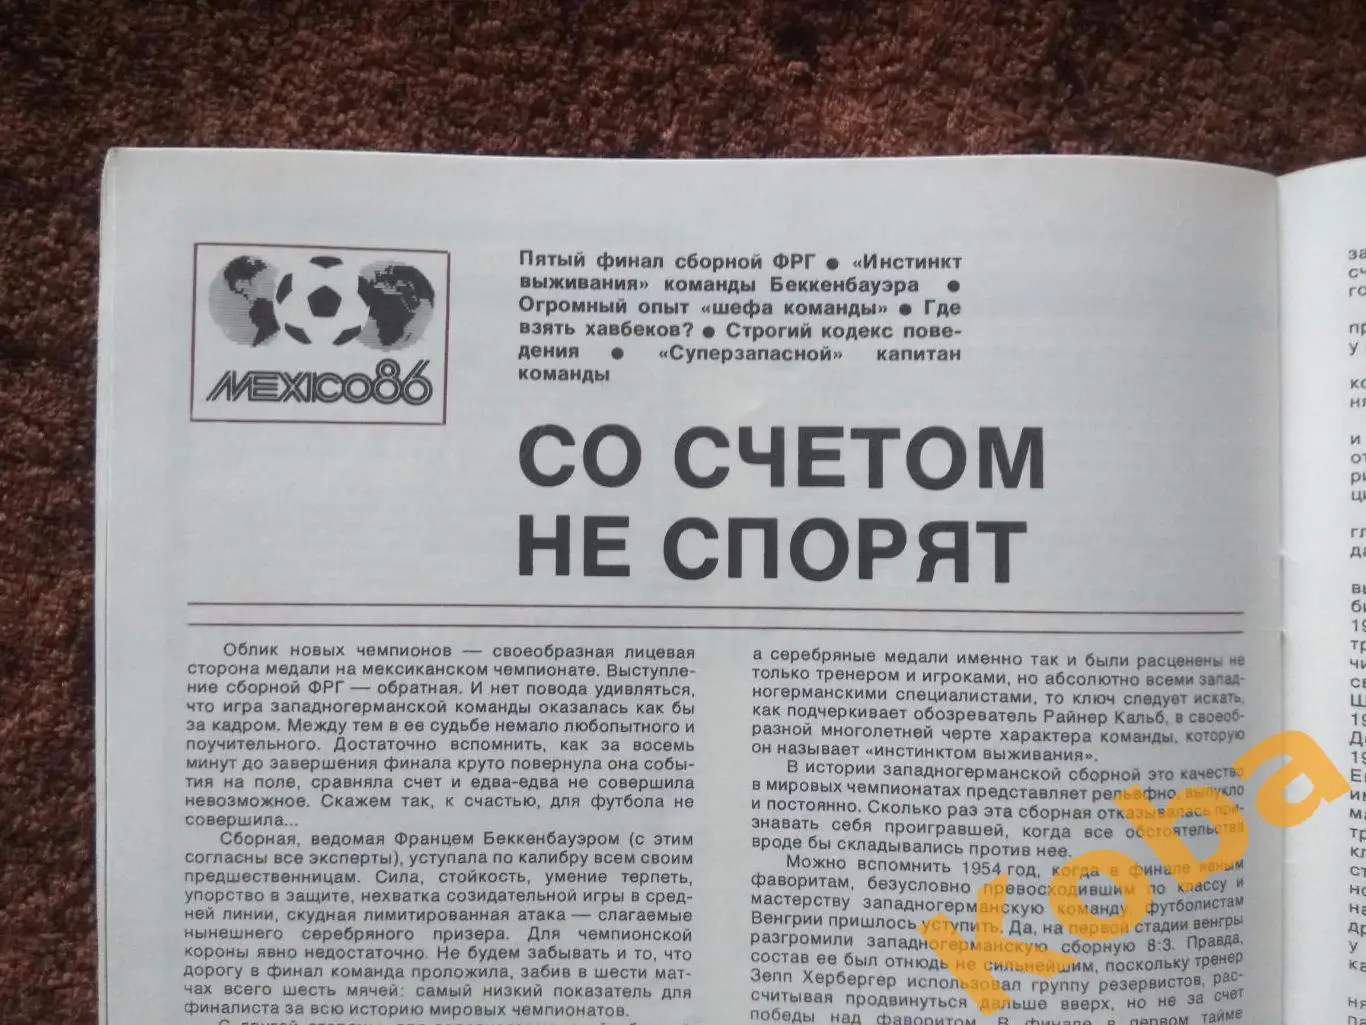 MEXICO86
Пятый финал сборной ФРГ ● «Инстинкт
выживания» команды Беккенбауэра ●
Огромный опыт «шефа команды» ● Где
взять хавбеков? ● Строгий кодекс пове-
дения ● «Суперзапасной» капитан
команды
СО СЧЕТОМ
НЕ СПОРЯТ
Облик новых чемпионов — своеобразная лицевая
сторона медали на мексиканском чемпионате. Выступле-
ние сборной ФРГ — обратная. И нет повода удивляться,
что игра западногерманской команды оказалась как бы
за кадром. Между тем в ее судьбе немало любопытного и
поучительного. Достаточно вспомнить, как за восемь
минут до завершения финала круто повернула она собы-
тия на поле, сравняла счет и едва-едва не совершила
невозможное. Скажем так, к счастью, для футбола не
совершила...
Сборная, ведомая Францем Беккенбауэром (с этим
согласны все эксперты), уступала по калибру всем своим
предшественницам. Сила, стойкость, умение терпеть,
упорство в защите, нехватка созидательной игры в сред-
ней линии, скудная лимитированная атака — слагаемые
нынешнего серебряного призера. Для чемпионской
короны явно недостаточно. Не будем забывать и то, что
дорогу в финал команда проложила, забив в шести мат-
чах всего шесть мячей: самый низкий показатель для
финалиста за всю историю мировых чемпионатов.
а серебряные медали именно так и были расценены не
только тренером и игроками, но абсолютно всеми запад-
ногерманскими специалистами, то ключ следует искать,
как подчеркивает обозреватель Райнер Кальб, в своеоб-
разной многолетней черте характера команды, которую
он называет «инстинктом выживания».
В истории западногерманской сборной это качество
в мировых чемпионатах представляет рельефно, выпукло
и постоянно. Сколько раз эта сборная отказывалась при-
знавать себя проигравшей, когда все обстоятельства
вроде бы складывались против нее.
Можно вспомнить 1954 год, когда в финале явным
фаворитам, безусловно превосходившим по классу и
мастерству западногерманскую команду, футболистам
Венгрии пришлось уступить. Да, на первой стадии венгры
разгромили западногерманскую сборную 8:3. Правда,
состав ее был отнюдь не сильнейшим, поскольку тренер
Зепп Хербергер использовал группу резервистов, рас-
считывая продвинуться дальше вверх, но не за счет
победы над фаворитом. В финале в первом тайме
Коба